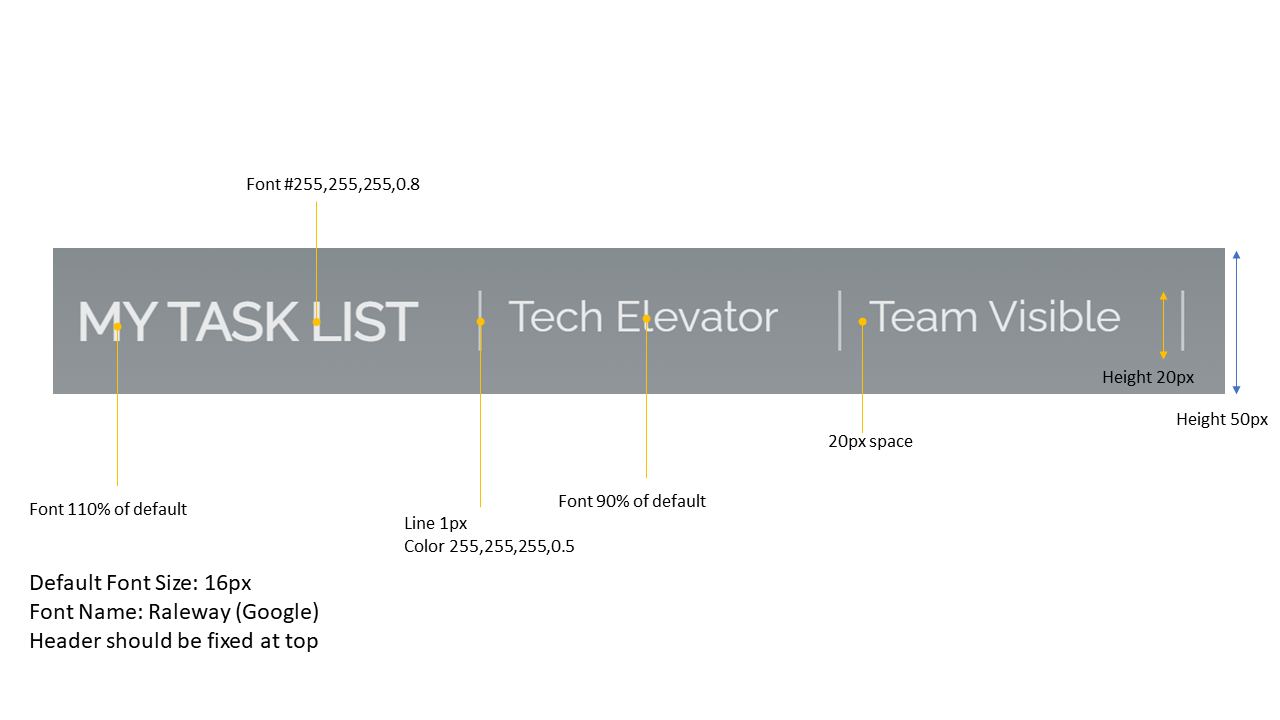 Font #255,255,255,0.8
MY TASK LIST
Tech Elevator
Team Visible
Height 20px
Height 50px
20px space
Font 110% of default
Font 90% of default
Line 1px
Color 255,255,255,0.5
Default Font Size: 16px
Font Name: Raleway (Google)
Header should be fixed at top